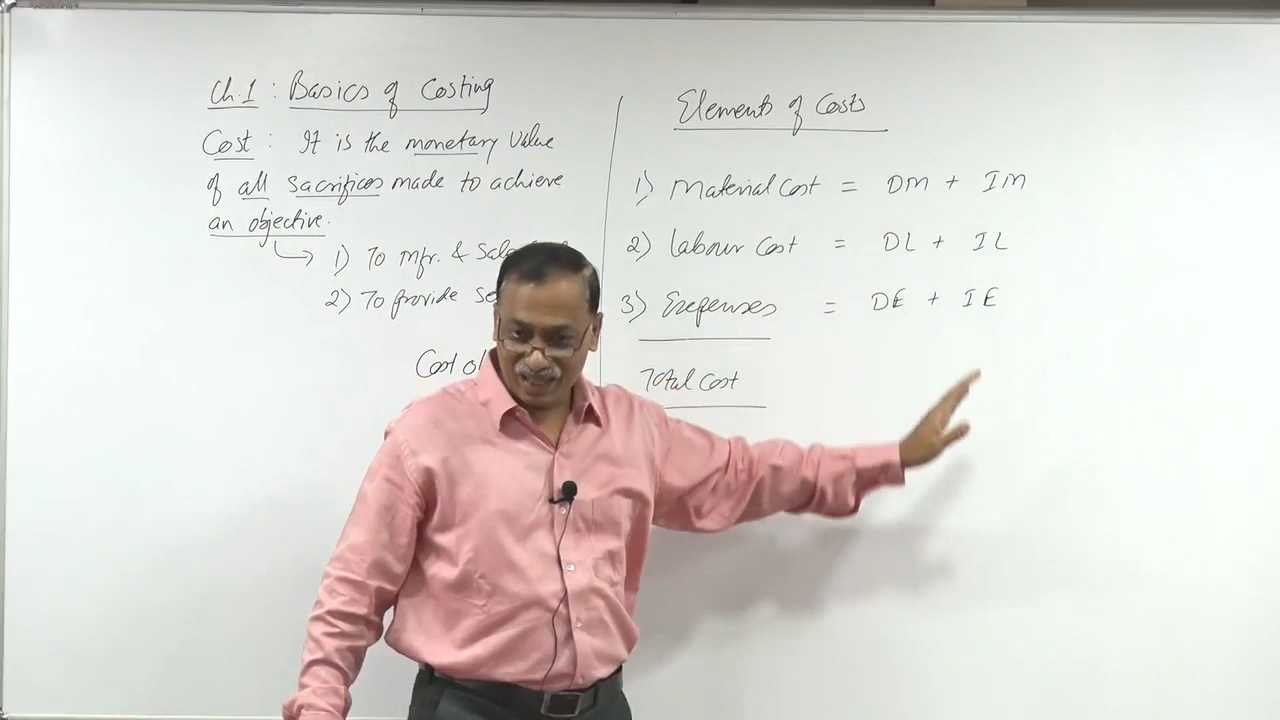 Ch.1 : Basics of Costing
Cost : It is the monetary value
of all sacrifices made to achieve
an objective.
1) To mfr. & Sale
2) To provide
Cost of
Elements of Costs
1) Material Cost = DM + IM
2) Labour Cost = DL + IL
3) Expenses = DE + IE
Total Cost